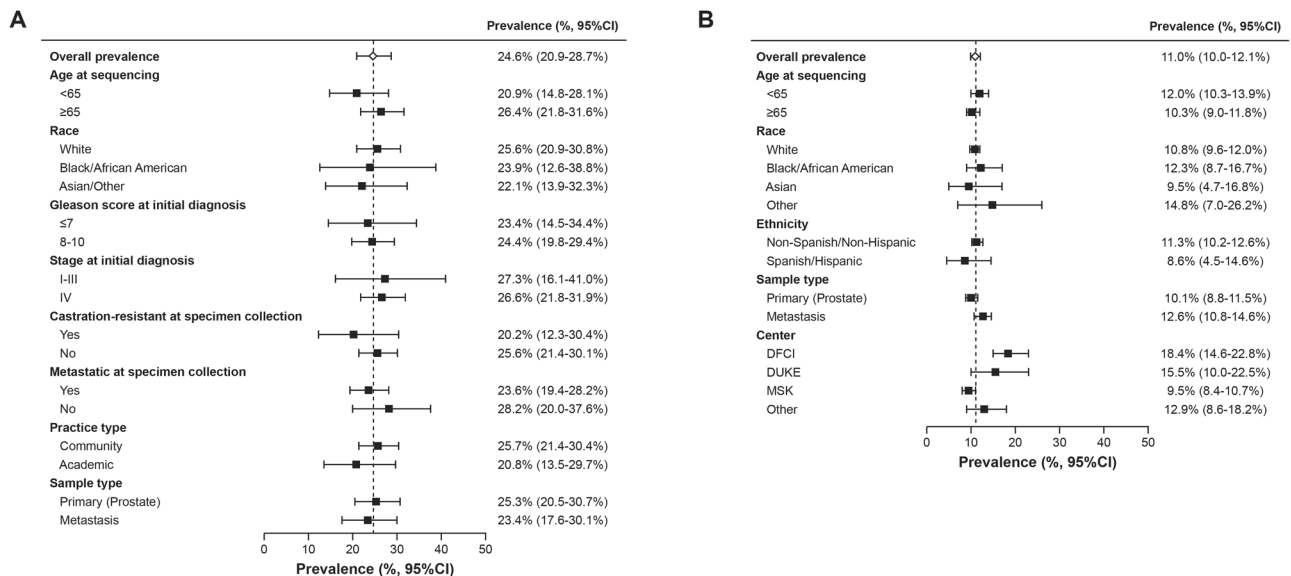 A
Prevalence (%, 95%CI)
Overall prevalence 24.6% (20.9-28.7%)
Age at sequencing
<65 20.9% (14.8-28.1%)
≥65 26.4% (21.8-31.6%)
Race
White 25.6% (20.9-30.8%)
Black/African American 23.9% (12.6-38.8%)
Asian/Other 22.1% (13.9-32.3%)
Gleason score at initial diagnosis
≤7 23.4% (14.5-34.4%)
8-10 24.4% (19.8-29.4%)
Stage at initial diagnosis
I-III 27.3% (16.1-41.0%)
IV 26.6% (21.8-31.9%)
Castration-resistant at specimen collection
Yes 20.2% (12.3-30.4%)
No 25.6% (21.4-30.1%)
Metastatic at specimen collection
Yes 23.6% (19.4-28.2%)
No 28.2% (20.0-37.6%)
Practice type
Community 25.7% (21.4-30.4%)
Academic 20.8% (13.5-29.7%)
Sample type
Primary (Prostate) 25.3% (20.5-30.7%)
Metastasis 23.4% (17.6-30.1%)
0 10 20 30 40 50
Prevalence (%, 95%CI)
B
Prevalence (%, 95%CI)
Overall prevalence 11.0% (10.0-12.1%)
Age at sequencing
<65 12.0% (10.3-13.9%)
≥65 10.3% (9.0-11.8%)
Race
White 10.8% (9.6-12.0%)
Black/African American 12.3% (8.7-16.7%)
Asian 9.5% (4.7-16.8%)
Other 14.8% (7.0-26.2%)
Ethnicity
Non-Spanish/Non-Hispanic 11.3% (10.2-12.6%)
Spanish/Hispanic 8.6% (4.5-14.6%)
Sample type
Primary (Prostate) 10.1% (8.8-11.5%)
Metastasis 12.6% (10.8-14.6%)
Center
DFCI 18.4% (14.6-22.8%)
DUKE 15.5% (10.0-22.5%)
MSK 9.5% (8.4-10.7%)
Other 12.9% (8.6-18.2%)
0 10 20 30 40 50
Prevalence (%, 95%CI)